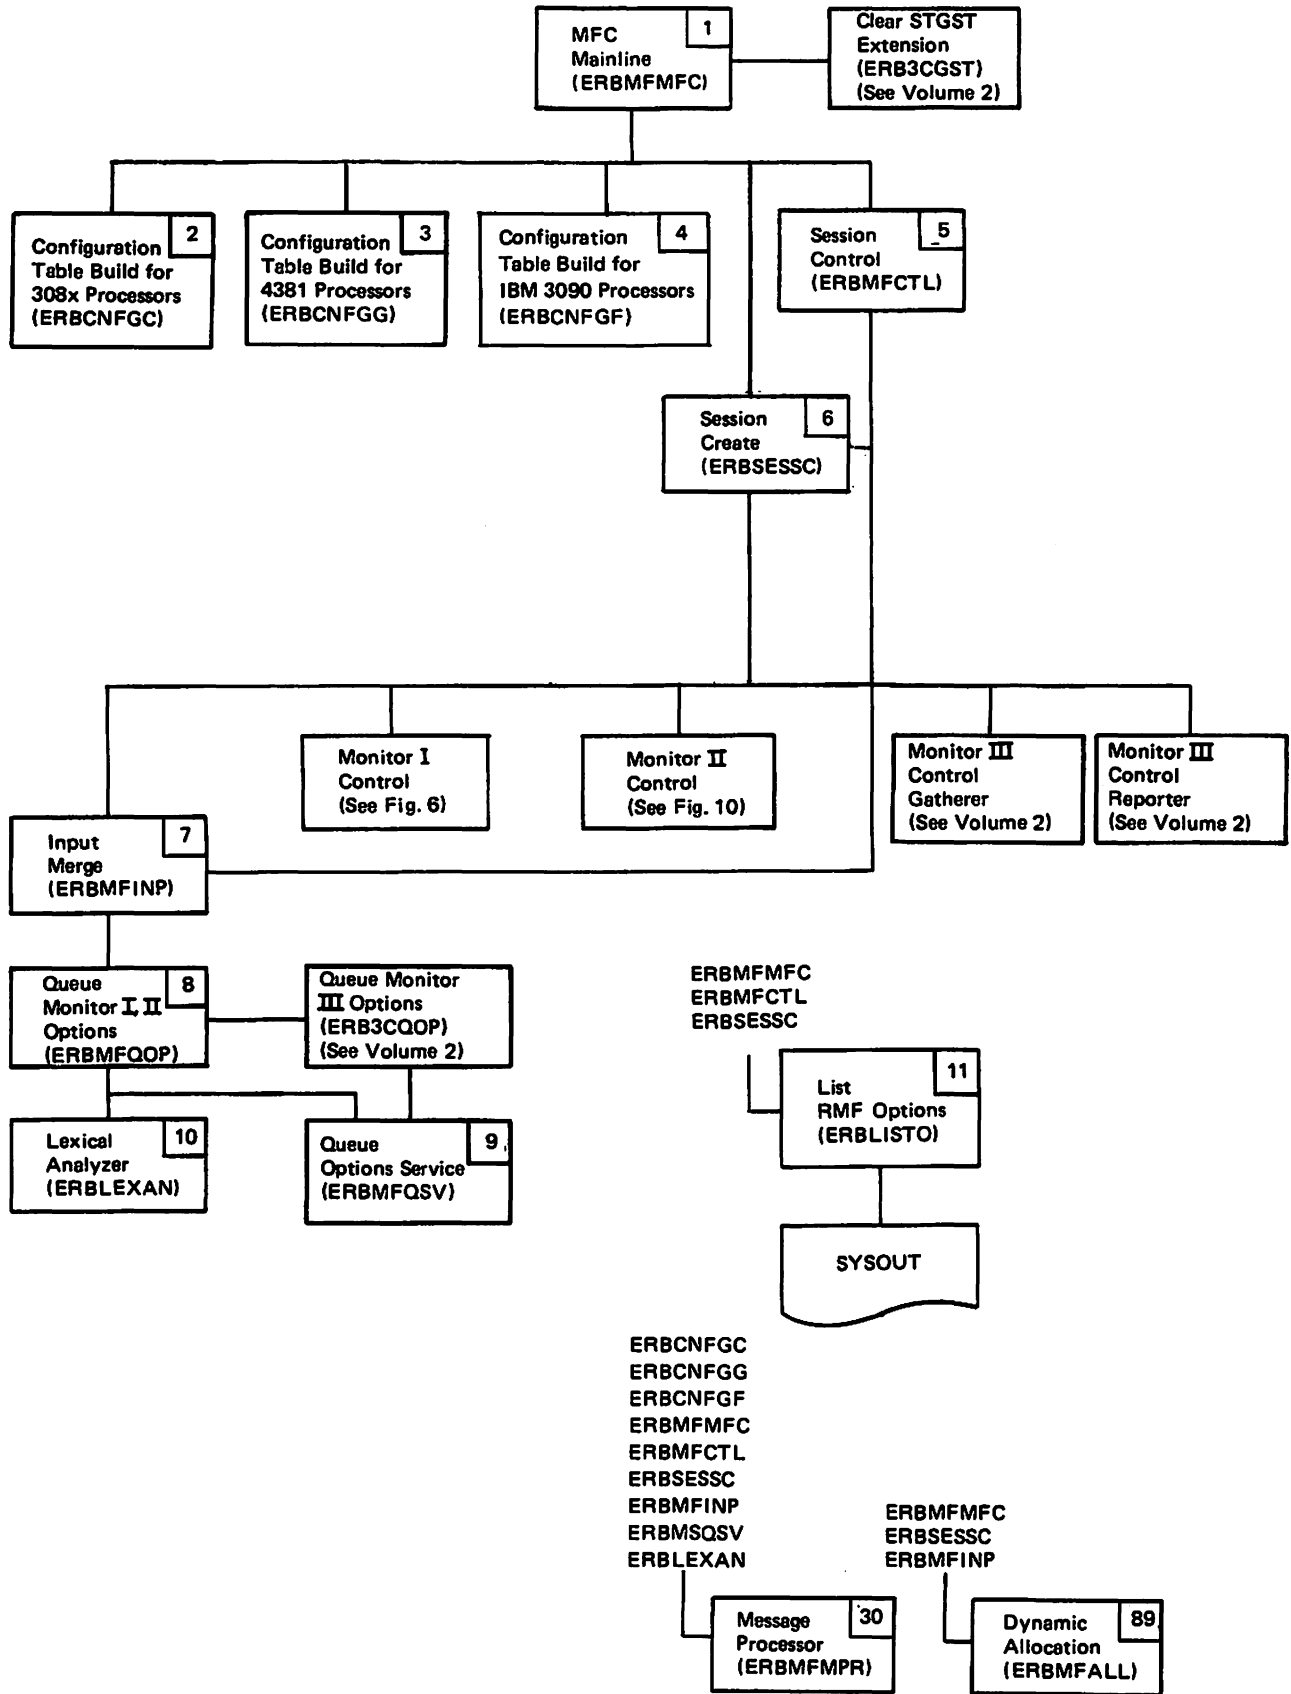 1
MFC
Mainline
(ERBMFMFC)
Clear STGST
Extension
(ERB3CGST)
(See Volume 2)
2
Configuration
Table Build for
308x Processors
(ERBCNFGC)
3
Configuration
Table Build for
4381 Processors
(ERBCNFGG)
4
Configuration
Table Build for
IBM 3090 Processors
(ERBCNFGF)
5
Session
Control
(ERBMFCTL)
6
Session
Create
(ERBSESSC)
Monitor I
Control
(See Fig. 6)
Monitor II
Control
(See Fig. 10)
Monitor III
Control
Gatherer
(See Volume 2)
Monitor III
Control
Reporter
(See Volume 2)
7
Input
Merge
(ERBMFINP)
8
Queue
Monitor I, II
Options
(ERBMFQOP)
Queue Monitor
III Options
(ERB3CQOP)
(See Volume 2)
10
Lexical
Analyzer
(ERBLEXAN)
9
Queue
Options Service
(ERBMFQSV)
ERBMFMFC
ERBMFCTL
ERBSESSC
11
List
RMF Options
(ERBLISTO)
SYSOUT
ERBCNFGC
ERBCNFGG
ERBCNFGF
ERBMFMFC
ERBMFCTL
ERBSESSC
ERBMFINP
ERBMSQSV
ERBLEXAN
30
Message
Processor
(ERBMFMPR)
ERBMFMFC
ERBSESSC
ERBMFINP
89
Dynamic
Allocation
(ERBMFALL)